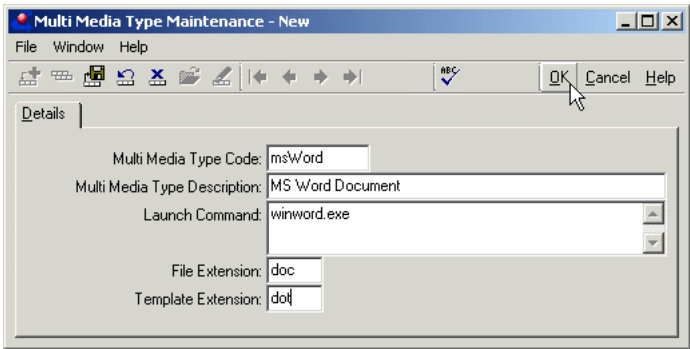 Multi Media Type Maintenance - New
File Window Help
ABC OK Cancel Help
Details
Multi Media Type Code: msWord
Multi Media Type Description: MS Word Document
Launch Command: winword.exe
File Extension: doc
Template Extension: dot